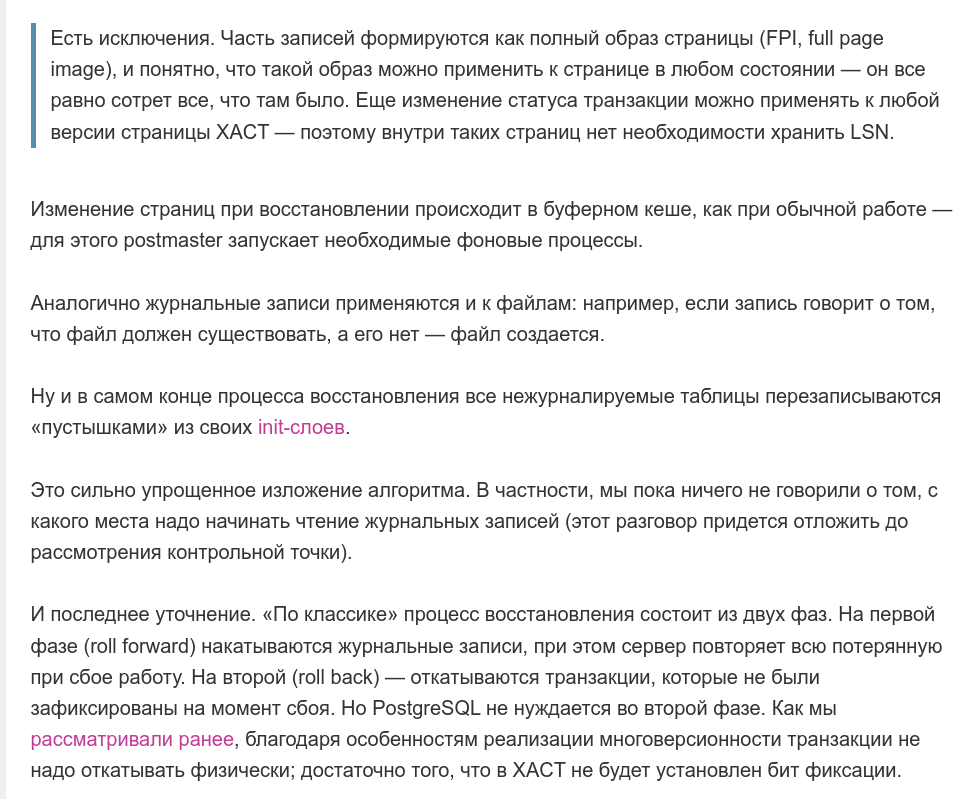 Есть исключения. Часть записей формируются как полный образ страницы (FPI, full page
image), и понятно, что такой образ можно применить к странице в любом состоянии — он все
равно сотрет все, что там было. Еще изменение статуса транзакции можно применять к любой
версии страницы XACT — поэтому внутри таких страниц нет необходимости хранить LSN.
Изменение страниц при восстановлении происходит в буферном кеше, как при обычной работе —
для этого postmaster запускает необходимые фоновые процессы.
Аналогично журнальные записи применяются и к файлам: например, если запись говорит о том,
что файл должен существовать, а его нет — файл создается.
Ну и в самом конце процесса восстановления все нежурналируемые таблицы перезаписываются
«пустышками» из своих init-слоев.
Это сильно упрощенное изложение алгоритма. В частности, мы пока ничего не говорили о том, с
какого места надо начинать чтение журнальных записей (этот разговор придется отложить до
рассмотрения контрольной точки).
И последнее уточнение. «По классике» процесс восстановления состоит из двух фаз. На первой
фазе (roll forward) накатываются журнальные записи, при этом сервер повторяет всю потерянную
при сбое работу. На второй (roll back) — откатываются транзакции, которые не были
зафиксированы на момент сбоя. Но PostgreSQL не нуждается во второй фазе. Как мы
рассматривали ранее, благодаря особенностям реализации многоверсионности транзакции не
надо откатывать физически; достаточно того, что в XACT не будет установлен бит фиксации.